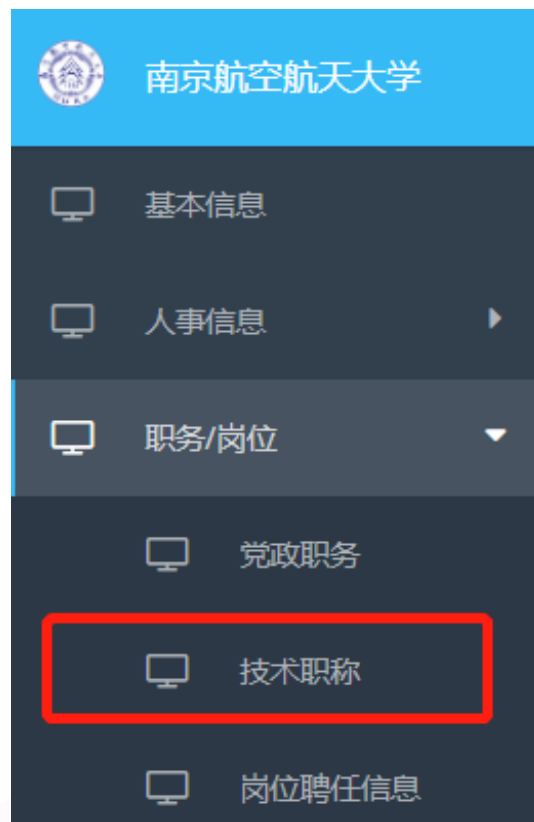 南京航空航天大学
基本信息
人事信息
职务/岗位
党政职务
技术职称
岗位聘任信息